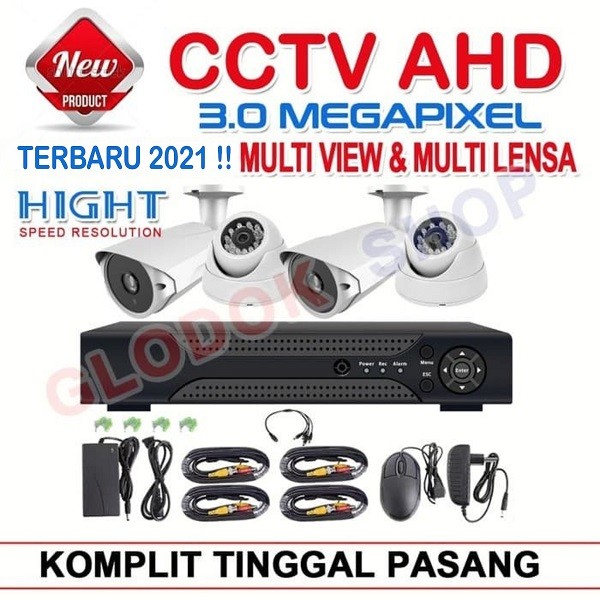 New
PRODUCT
CCTV AHD
3.0 MEGAPIXEL
TERBARU 2021 !! MULTI VIEW & MULTI LENSA
HIGHT
SPEED RESOLUTION
GLODOK SHOP
Power Rec Alarm
Menu
ESC
Enter
KOMPLIT TINGGAL PASANG